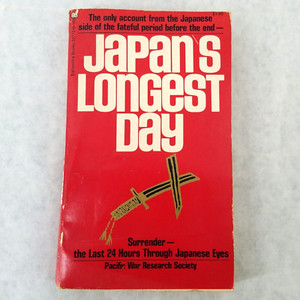 The only account from the Japanese
side of the fateful period before the end—
JAPAN'S
LONGEST
DAY
Surrender—
the Last 24 Hours Through Japanese Eyes
Pacific War Research Society